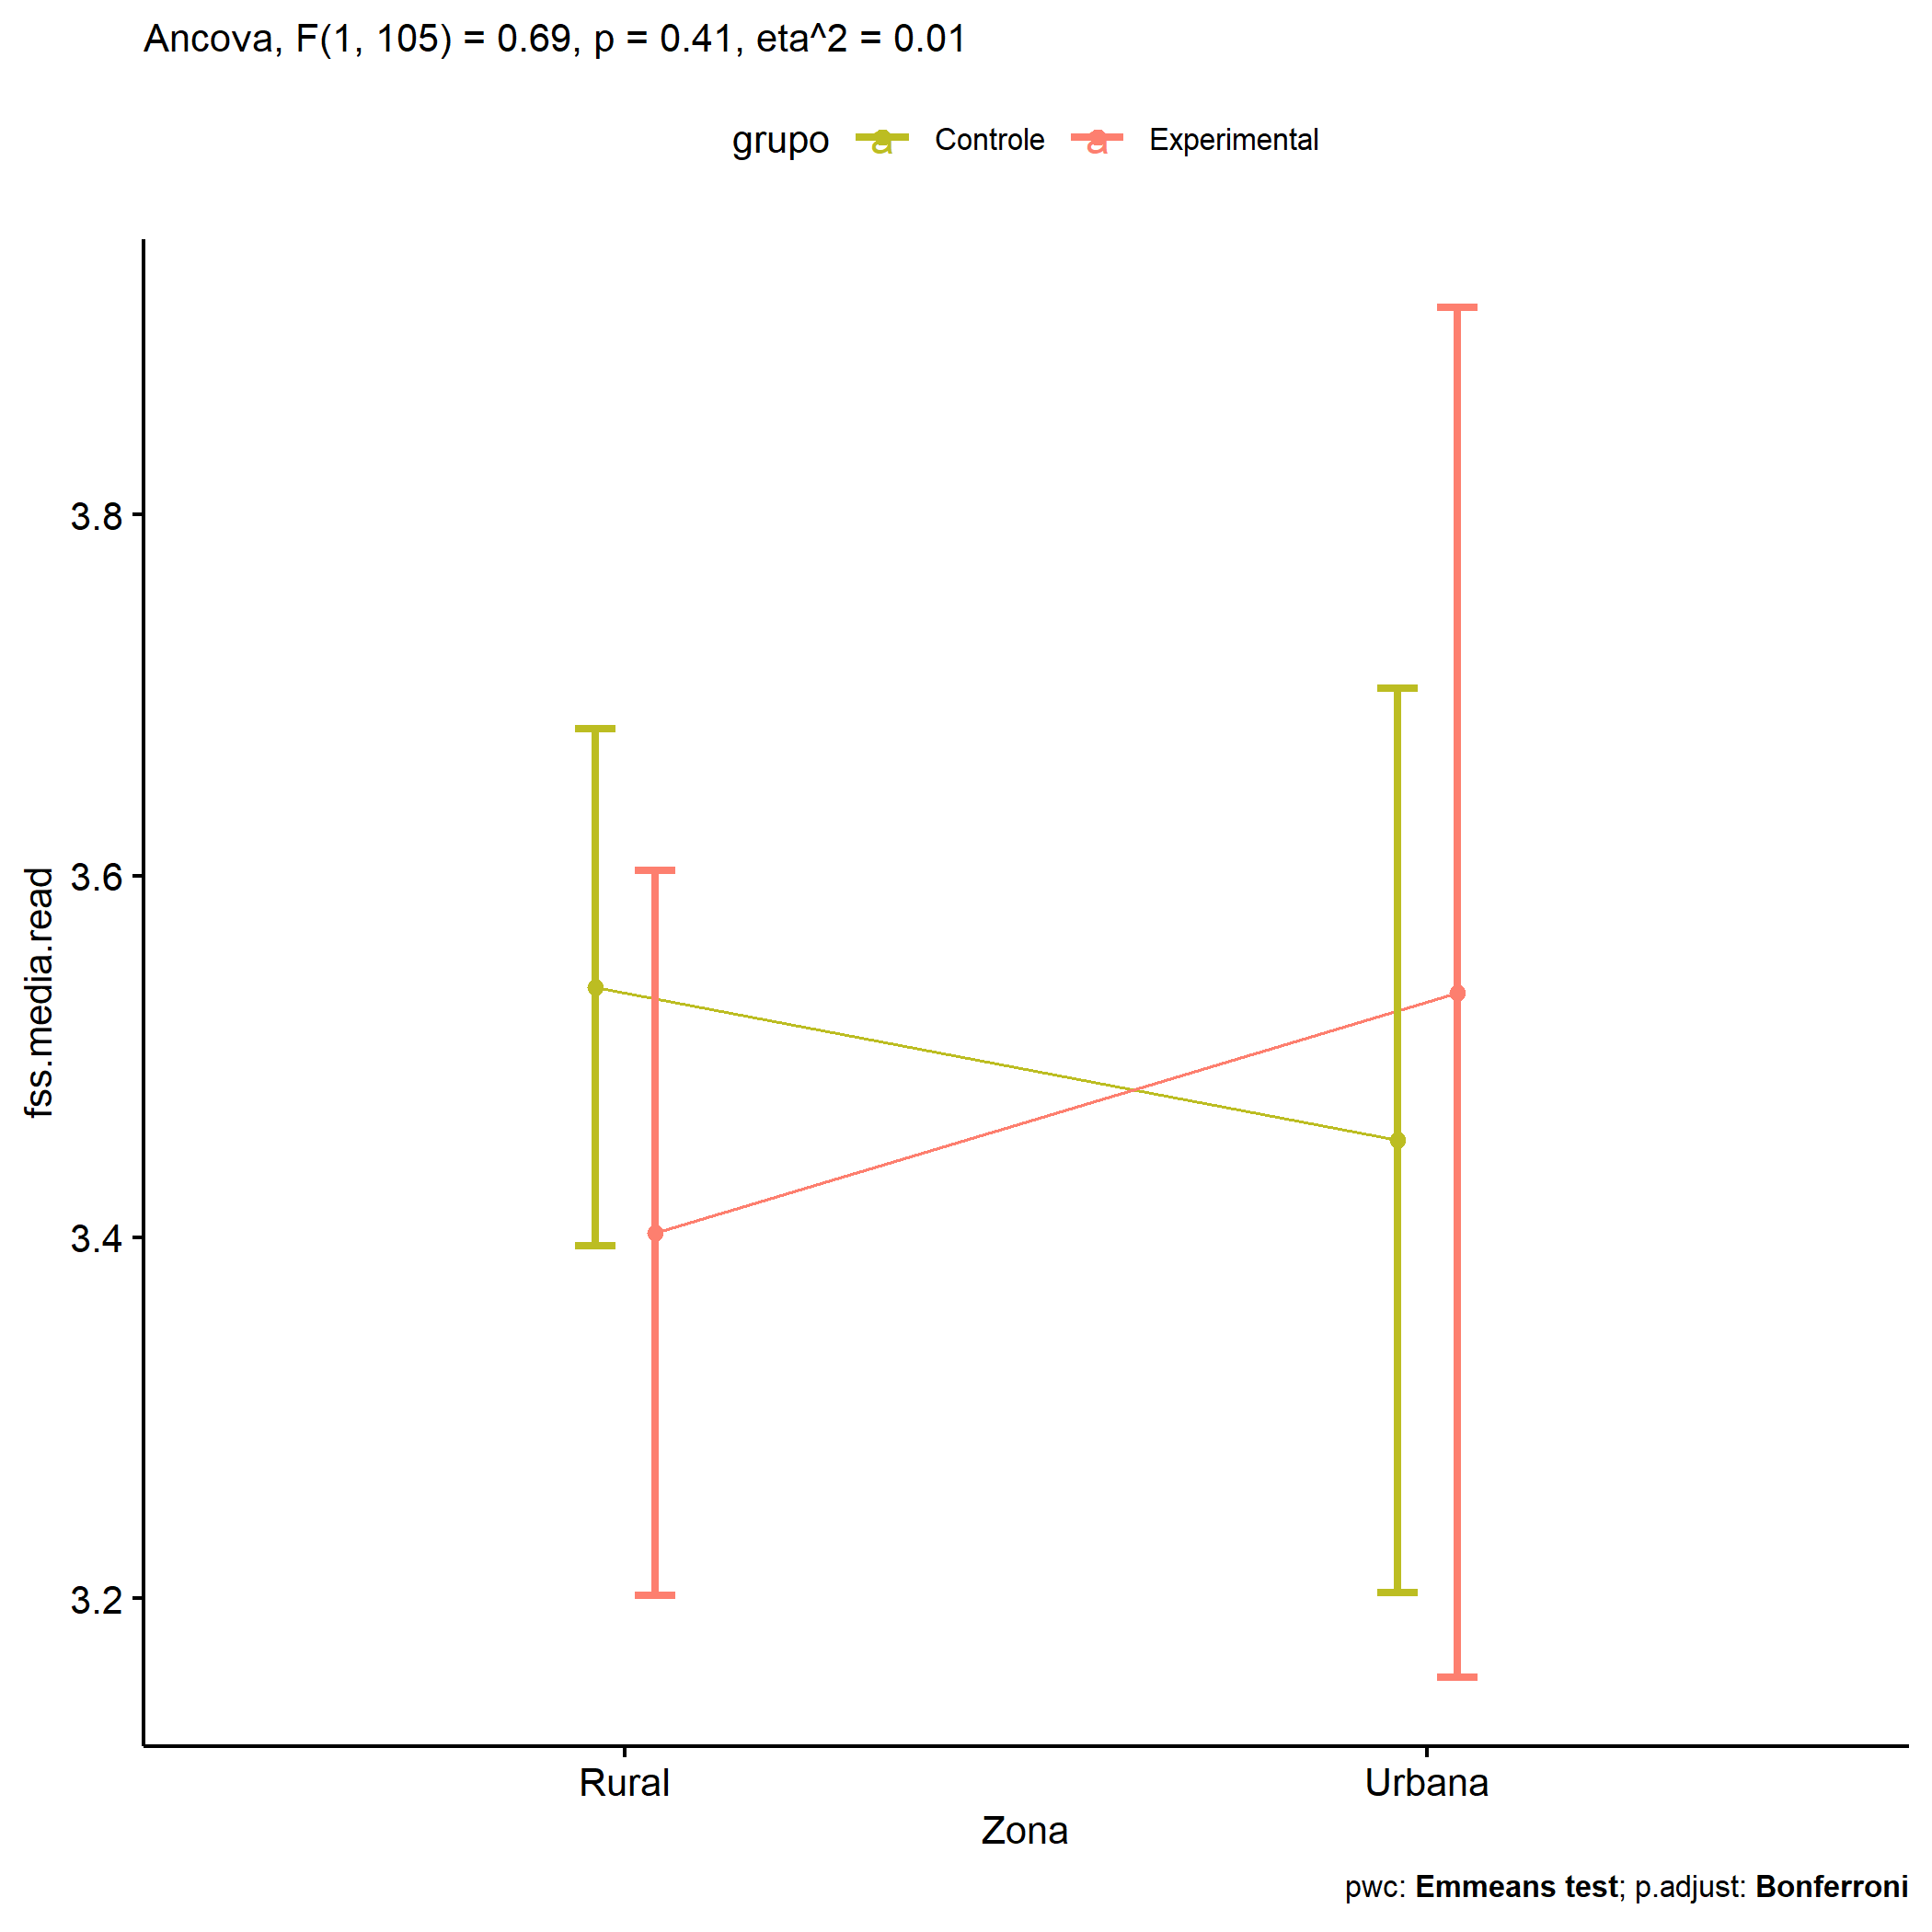 Ancova, F(1, 105) = 0.69, p = 0.41, eta^2 = 0.01
grupo a Controle a Experimental
3.8
3.6
3.4
3.2
fss.media.read
Rural Urbana
Zona
pwc: Emmeans test; p.adjust: Bonferroni